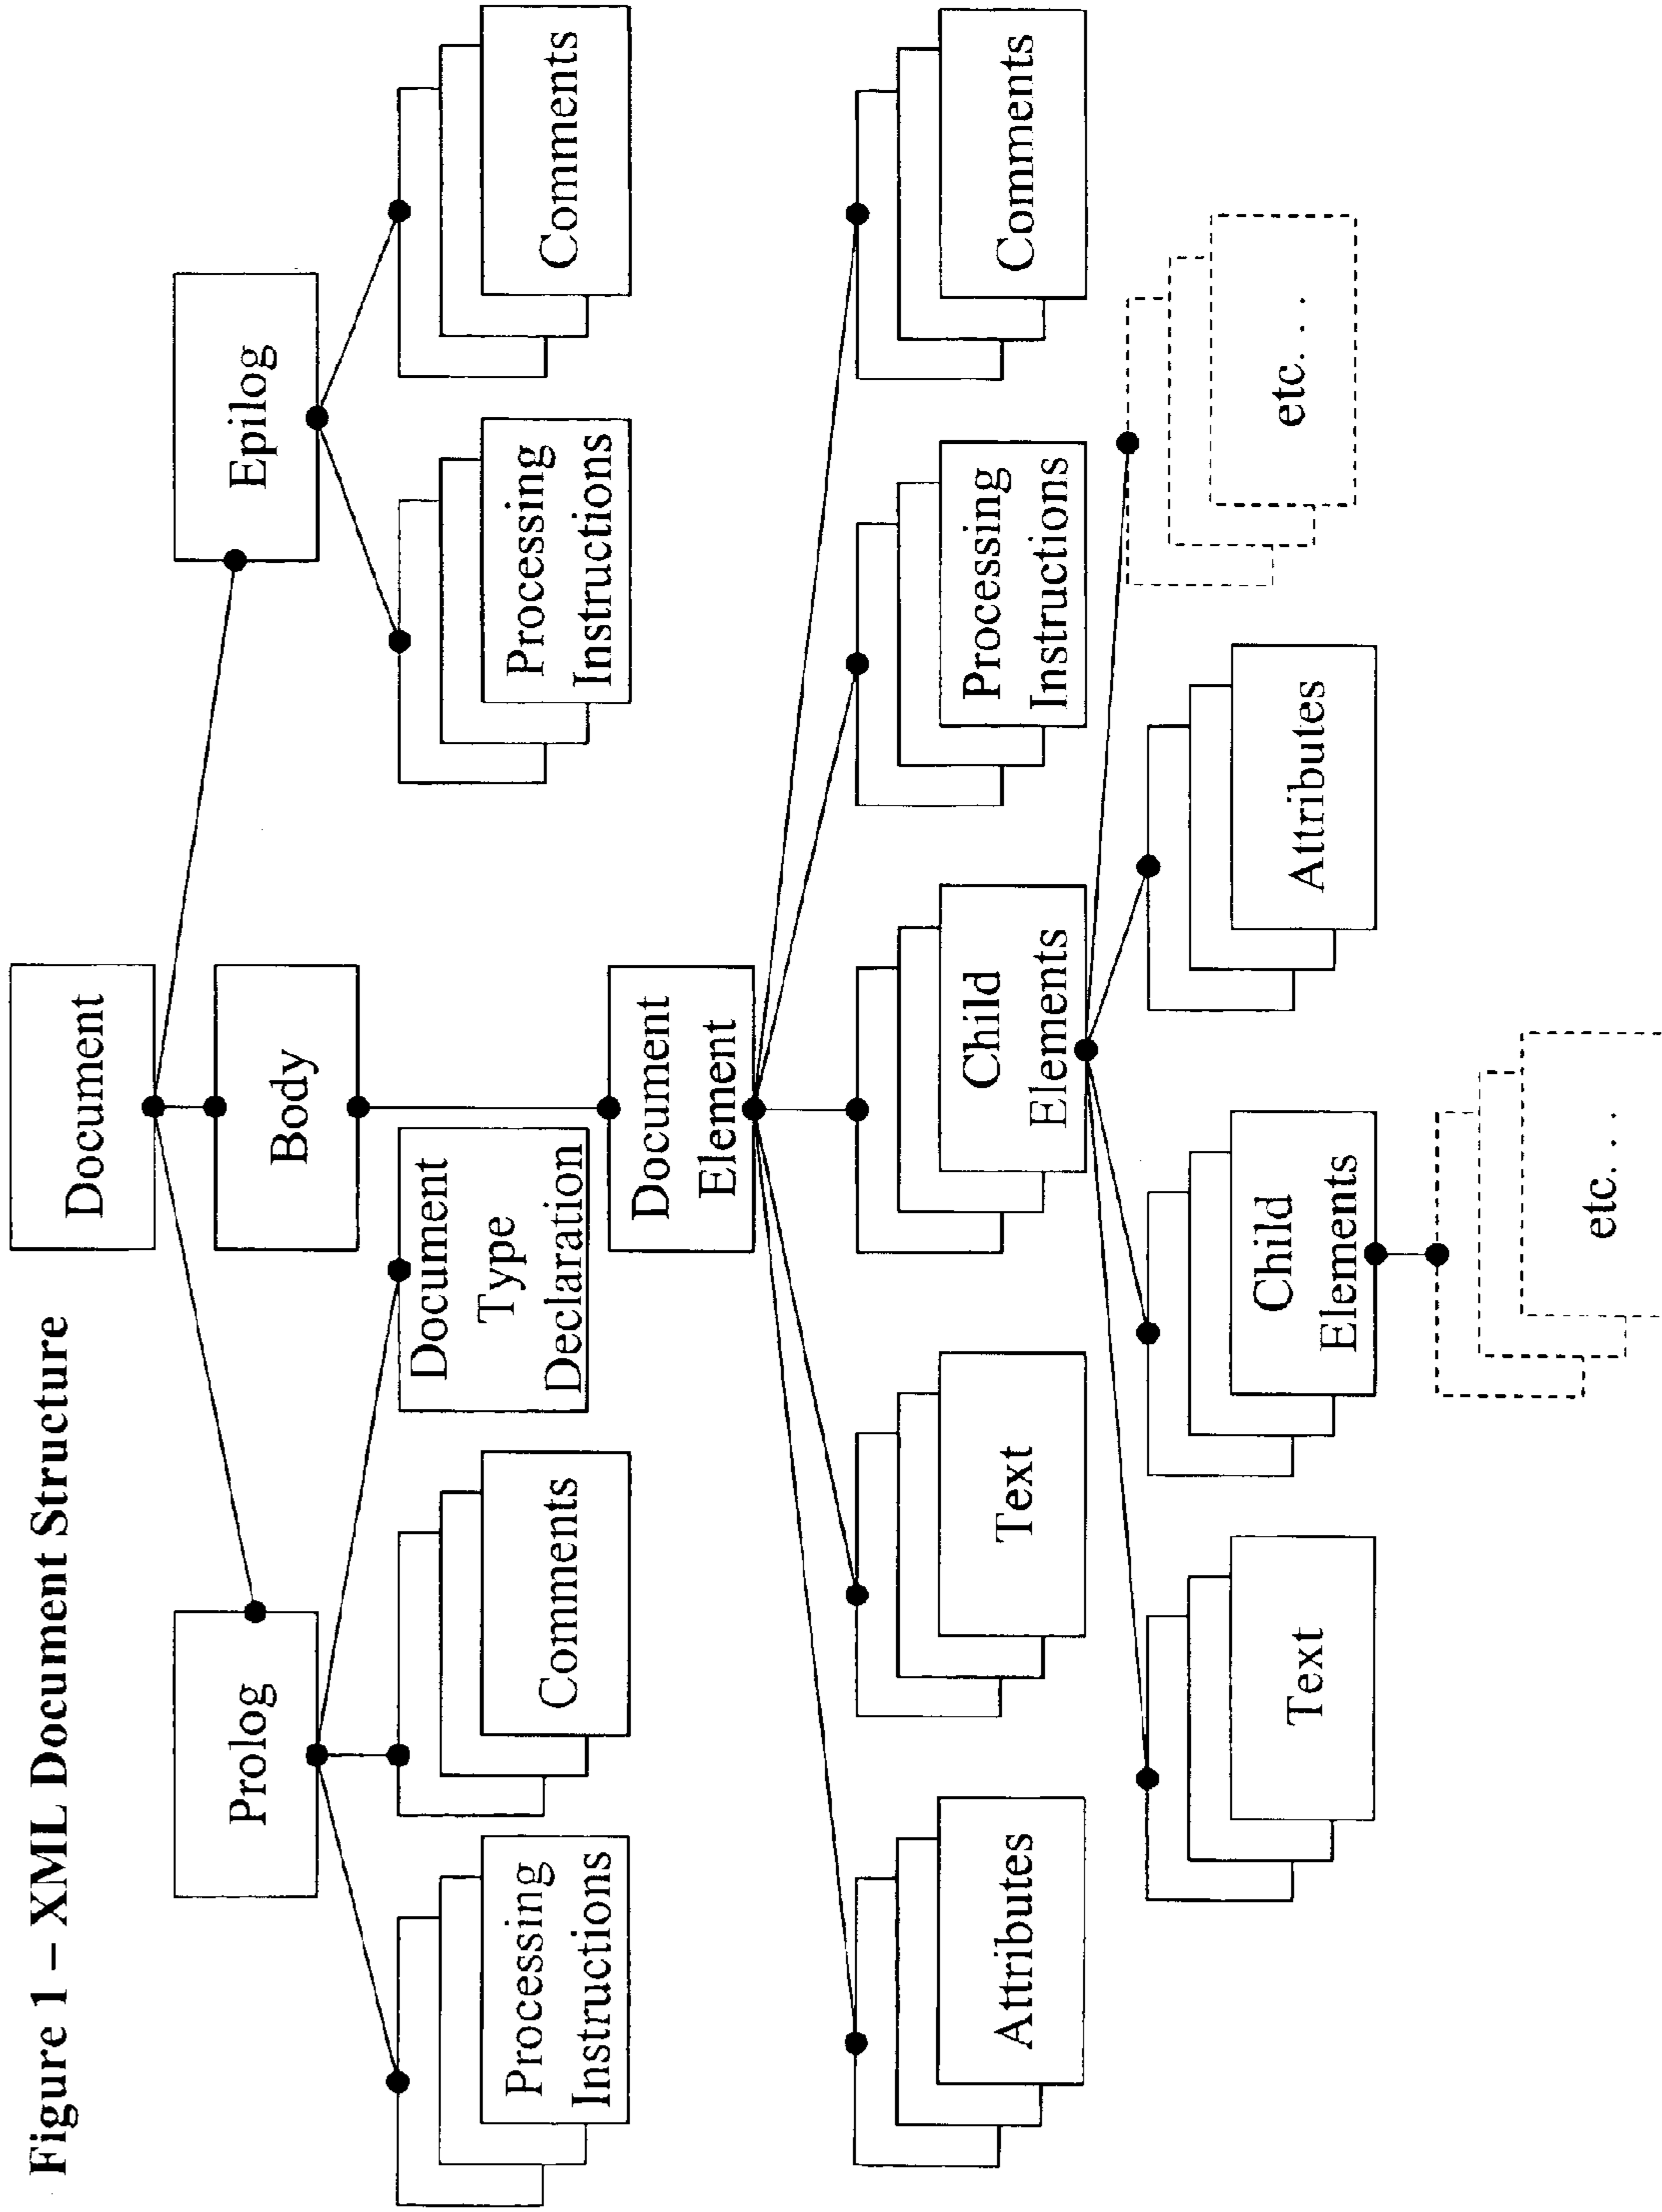 Figure 1 – XML Document Structure
Document
Prolog
Body
Epilog
Processing
Instructions
Comments
Document
Type
Declaration
Processing
Instructions
Comments
Document
Element
Attributes
Text
Child
Elements
Processing
Instructions
Comments
Text
Child
Elements
Attributes
etc. . .
etc. . .